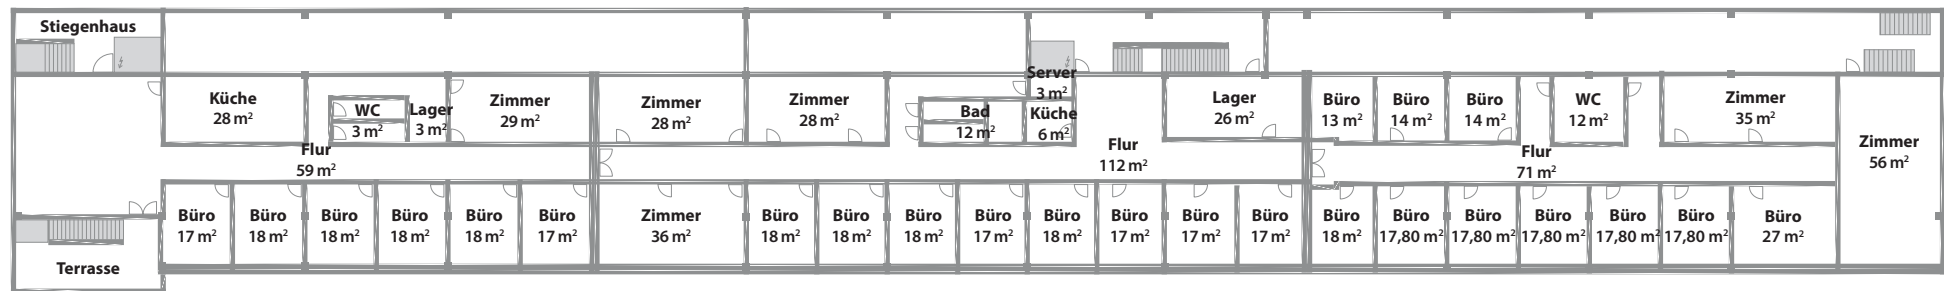 Stiegenhaus
Küche
28 m²
WC
3 m²
Lager
3 m²
Zimmer
29 m²
Zimmer
28 m²
Zimmer
28 m²
Bad
12 m²
Server
3 m²
Küche
6 m²
Lager
26 m²
Büro
13 m²
Büro
14 m²
Büro
14 m²
WC
12 m²
Zimmer
35 m²
Zimmer
56 m²
Flur
59 m²
Flur
112 m²
Flur
71 m²
Büro
17 m²
Büro
18 m²
Büro
18 m²
Büro
18 m²
Büro
18 m²
Büro
17 m²
Zimmer
36 m²
Büro
18 m²
Büro
18 m²
Büro
18 m²
Büro
17 m²
Büro
18 m²
Büro
17 m²
Büro
17 m²
Büro
17 m²
Büro
18 m²
Büro
17,80 m²
Büro
17,80 m²
Büro
17,80 m²
Büro
17,80 m²
Büro
17,80 m²
Büro
27 m²
Terrasse